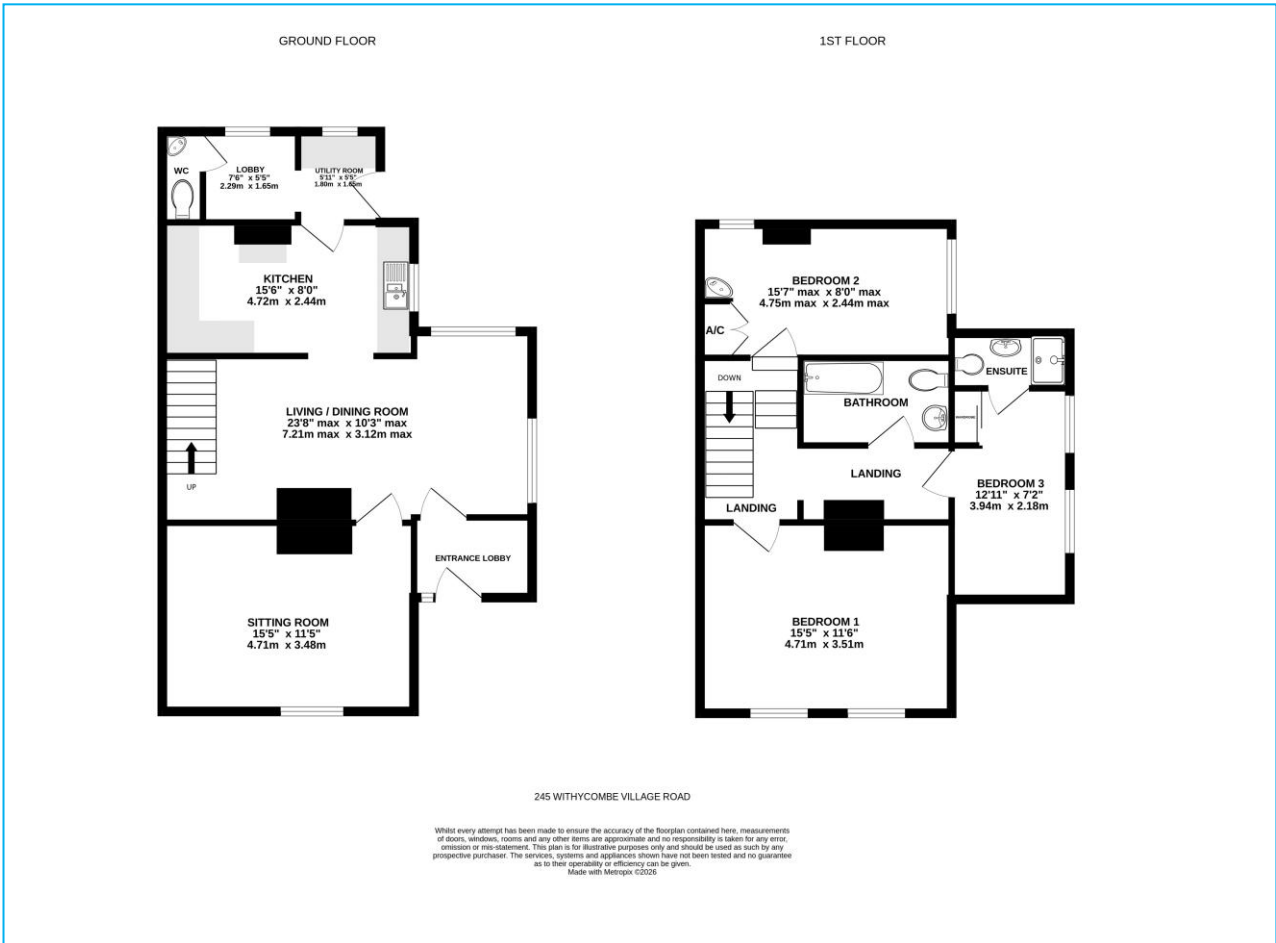 GROUND FLOOR
1ST FLOOR
WC
LOBBY
7'6" x 5'5"
2.29m x 1.65m
UTILITY ROOM
5'11" x 5'5"
1.80m x 1.65m
KITCHEN
15'6" x 8'0"
4.72m x 2.44m
LIVING / DINING ROOM
23'8" max x 10'3" max
7.21m max x 3.12m max
UP
ENTRANCE LOBBY
SITTING ROOM
15'5" x 11'5"
4.71m x 3.48m
BEDROOM 2
15'7" max x 8'0" max
4.75m max x 2.44m max
A/C
DOWN
BATHROOM
ENSUITE
LANDING
BEDROOM 3
12'11" x 7'2"
3.94m x 2.18m
LANDING
BEDROOM 1
15'5" x 11'6"
4.71m x 3.51m
245 WITHYCOMBE VILLAGE ROAD
Whilst every attempt has been made to ensure the accuracy of the floorplan contained here, measurements
of doors, windows, rooms and any other items are approximate and no responsibility is taken for any error,
omission or mis-statement. This plan is for illustrative purposes only and should be used as such by any
prospective purchaser. The services, systems and appliances shown have not been tested and no guarantee
as to their operability or efficiency can be given.
Made with Metropix ©2026